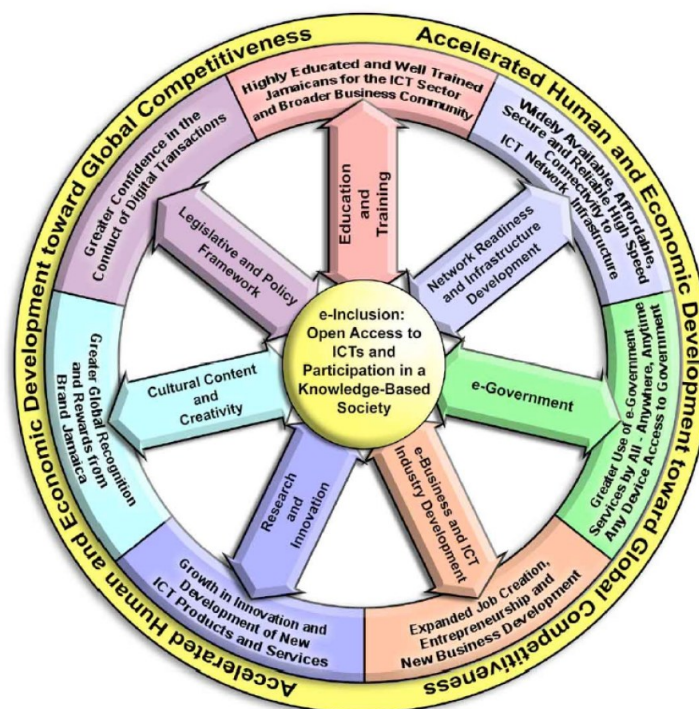 Accelerated Human and Economic Development toward Global Competitiveness
Accelerated Human and Economic Development toward Global Competitiveness
Highly Educated and Well Trained
Jamaicans for the ICT Sector
and Broader Business Community
Widely Available, Affordable,
Secure and Reliable High Speed
Connectivity to
ICT Network Infrastructure
Greater Use of e-Government
Services by All - Anywhere, Anytime
Any Device Access to Government
Expanded Job Creation,
Entrepreneurship and
New Business Development
Growth in Innovation and
Development of New
ICT Products and Services
Greater Global Recognition
and Rewards from
Brand Jamaica
Greater Confidence in the
Conduct of Digital Transactions
Education
and
Training
Network Readiness
and Infrastructure
Development
e-Government
e-Business and ICT
Industry Development
Research
and
Innovation
Cultural Content
and
Creativity
Legislative and Policy
Framework
e-Inclusion:
Open Access to
ICTs and
Participation in a
Knowledge-Based
Society